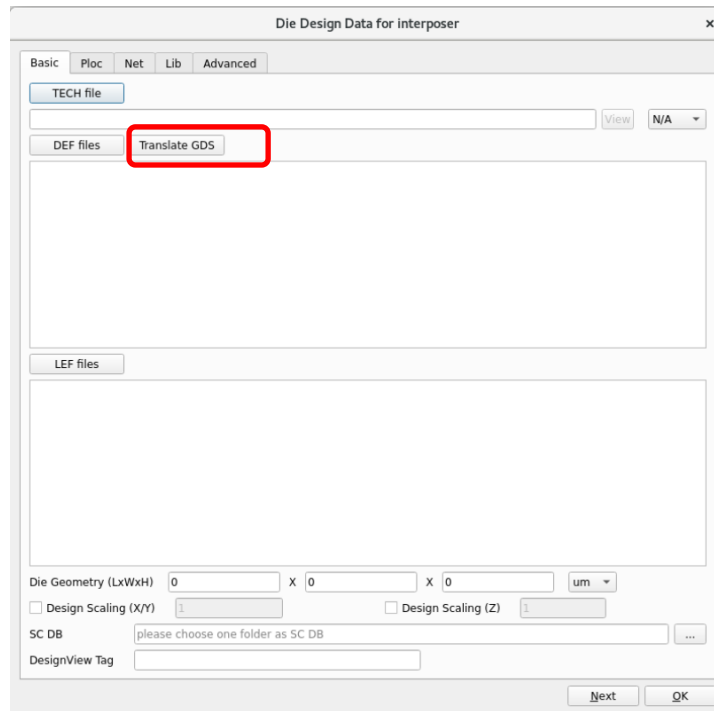 Die Design Data for interposer ×
Basic Ploc Net Lib Advanced
TECH file
View N/A
DEF files Translate GDS
LEF files
Die Geometry (LxWxH) 0 X 0 X 0 um
Design Scaling (X/Y) 1 Design Scaling (Z) 1
SC DB please choose one folder as SC DB ...
DesignView Tag
Next OK